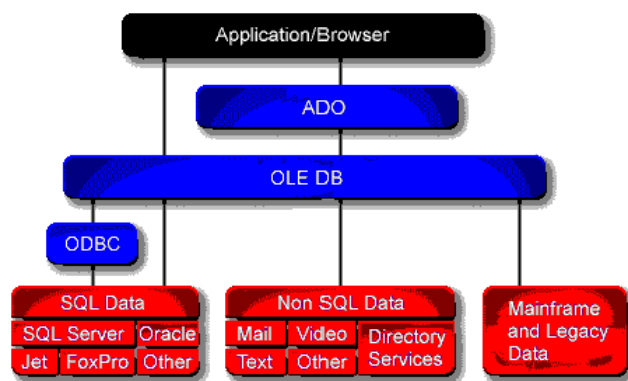 Application/Browser
ADO
OLE DB
ODBC
SQL Data
SQL Server Oracle
Jet FoxPro Other
Non SQL Data
Mail Video Directory Services
Text Other
Mainframe
and Legacy
Data